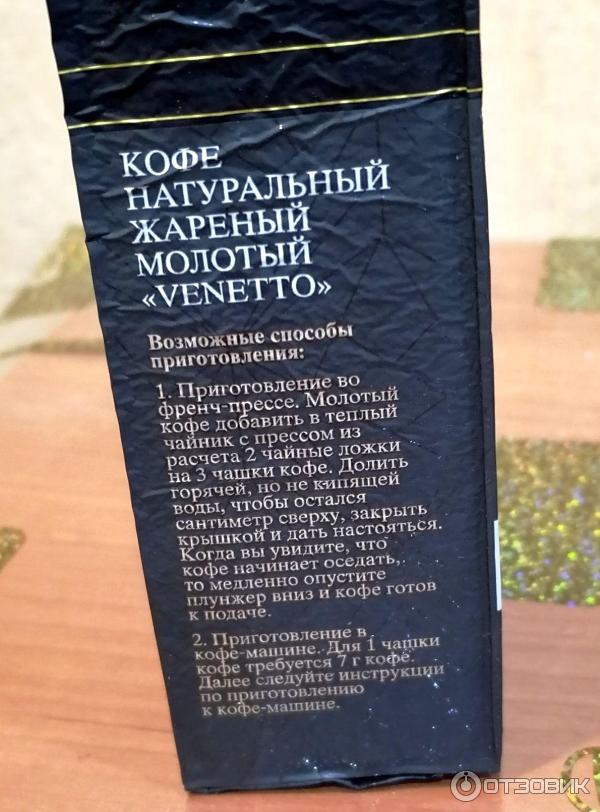 КОФЕ
НАТУРАЛЬНЫЙ
ЖАРЕНЫЙ
МОЛОТЫЙ
«VENETTO»
Возможные способы
приготовления:
1. Приготовление во
френч-прессе. Молотый
кофе добавить в теплый
чайник с прессом из
расчета 2 чайные ложки
на 3 чашки кофе. Долить
горячей, но не кипящей
воды, чтобы остался
сантиметр сверху, закрыть
крышкой и дать настояться.
Когда вы увидите, что
кофе начинает оседать,
то медленно опустите
плунжер вниз и кофе готов
к подаче.
2. Приготовление в
кофе-машине. Для 1 чашки
кофе требуется 7 г кофе.
Далее следуйте инструкции
по приготовлению
к кофе-машине.
ОТЗОВИК